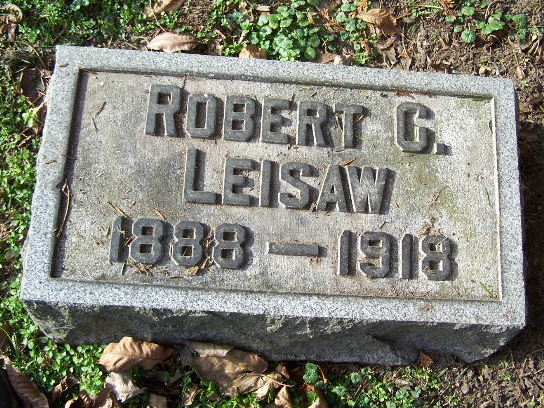 ROBERT C.
LEISAW
1888 — 1918